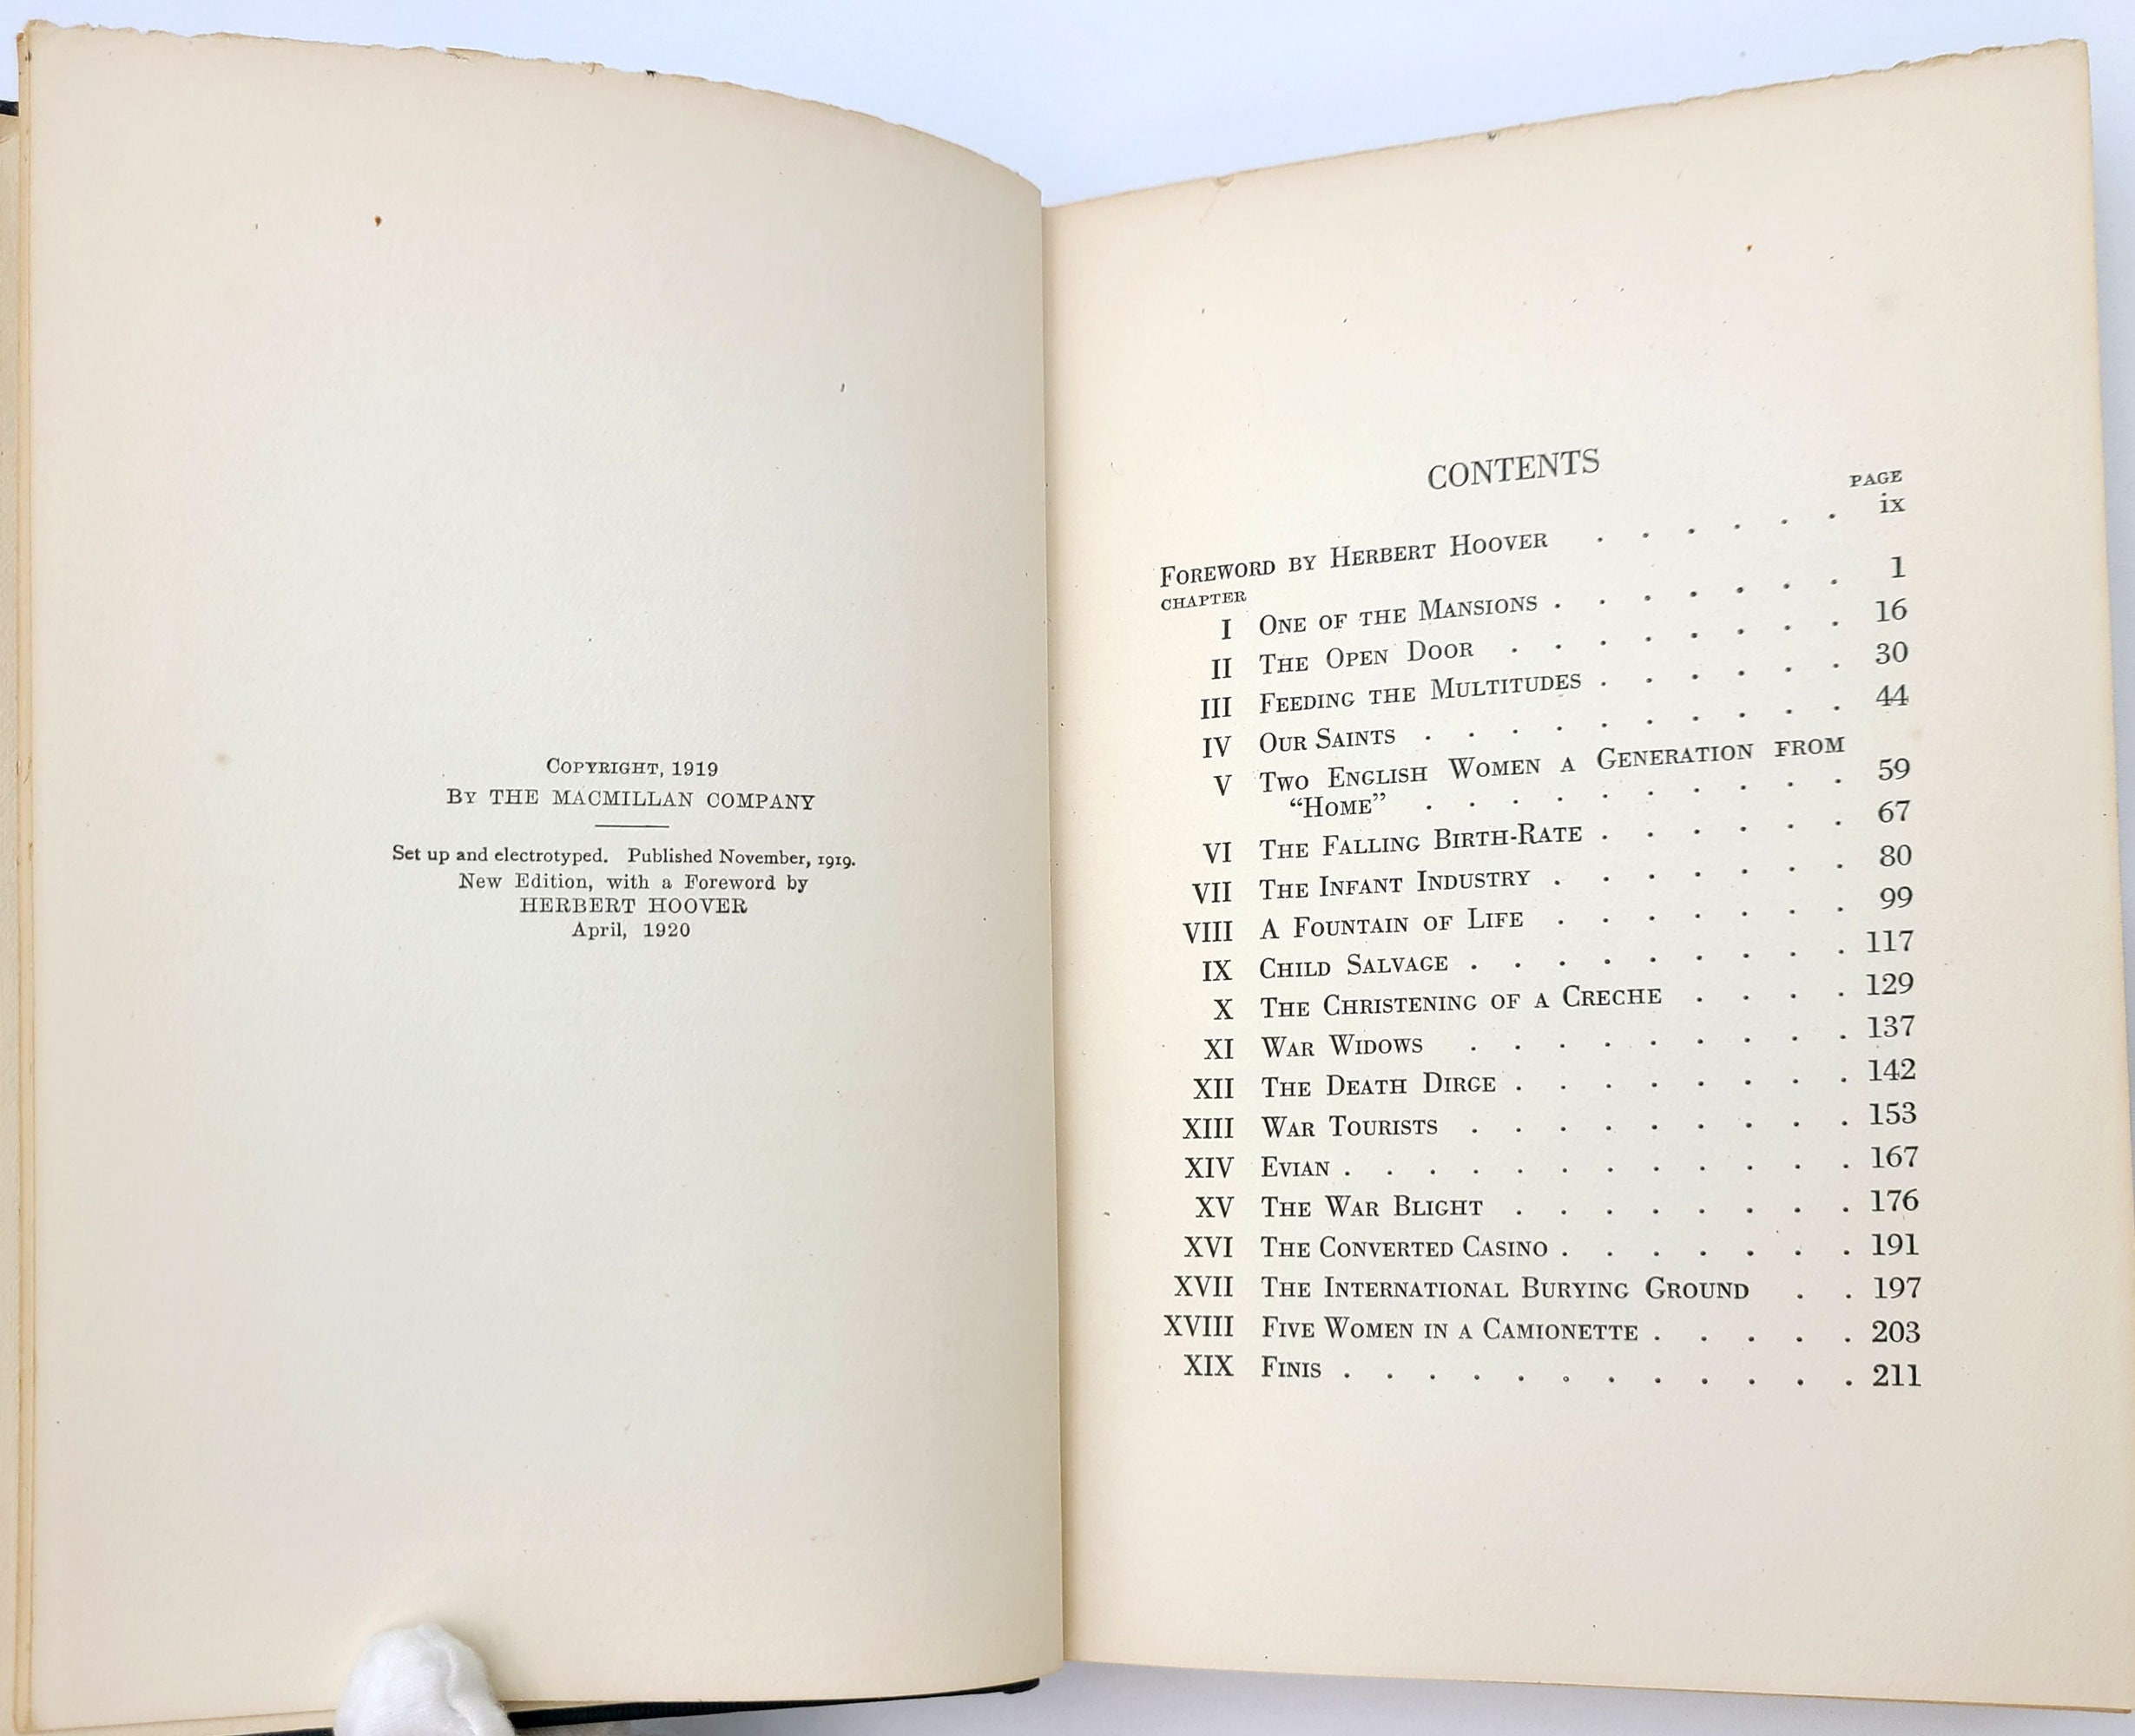 Copyright, 1919
By THE MACMILLAN COMPANY
Set up and electrotyped. Published November, 1919.
New Edition, with a Foreword by
HERBERT HOOVER
April, 1920
CONTENTS
PAGE
Foreword by Herbert Hoover . . . . . . ix
CHAPTER
I One of the Mansions . . . . . . . 1
II The Open Door . . . . . . . . 16
III Feeding the Multitudes . . . . . . 30
IV Our Saints . . . . . . . . . . 44
V Two English Women a Generation from
"Home" . . . . . . . . . . 59
VI The Falling Birth-Rate . . . . . . 67
VII The Infant Industry . . . . . . . 80
VIII A Fountain of Life . . . . . . . 99
IX Child Salvage . . . . . . . . . 117
X The Christening of a Creche . . . . 129
XI War Widows . . . . . . . . . 137
XII The Death Dirge . . . . . . . . 142
XIII War Tourists . . . . . . . . . 153
XIV Evian . . . . . . . . . . . . 167
XV The War Blight . . . . . . . . 176
XVI The Converted Casino . . . . . . . 191
XVII The International Burying Ground . . 197
XVIII Five Women in a Camionette . . . . . 203
XIX Finis . . . . . . . . . . . . 211